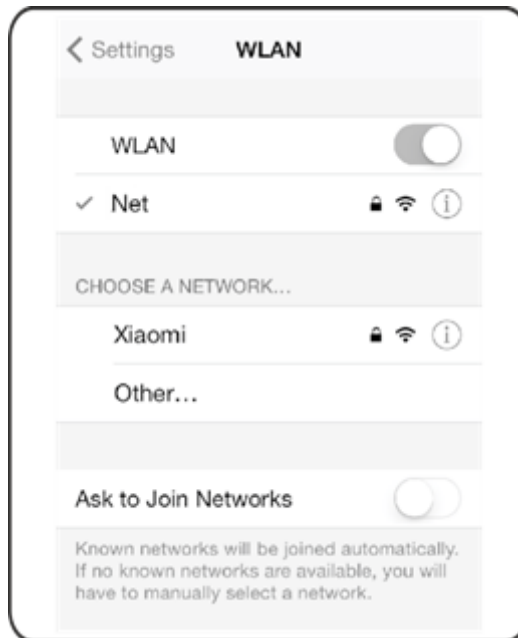 Settings WLAN
WLAN
Net
CHOOSE A NETWORK...
Xiaomi
Other...
Ask to Join Networks
Known networks will be joined automatically.
If no known networks are available, you will
have to manually select a network.